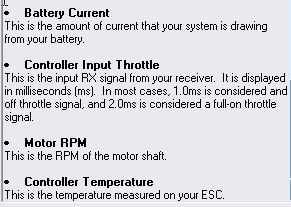 • Battery Current
This is the amount of current that your system is drawing
from your battery.
• Controller Input Throttle
This is the input RX signal from your receiver. It is displayed
in milliseconds (ms). In most cases, 1.0ms is considered and
off throttle signal, and 2.0ms is considered a full-on throttle
signal.
• Motor RPM
This is the RPM of the motor shaft.
• Controller Temperature
This is the temperature measured on your ESC.